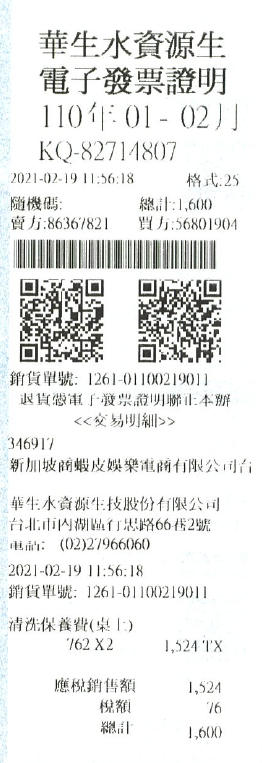 華生水資源生
電子發票證明
110年01-02月
KQ-82714807
2021-02-19 11:56:18 格式:25
隨機碼: 總計:1,600
賣方:86367821 買方:56801904
銷貨單號: 1261-01100219011
退貨憑電子發票證明聯正本辦
<<交易明細>>
346917
新加坡商蝦皮娛樂電商有限公司台
華生水資源生技股份有限公司
台北市內湖區行忠路66巷2號
電話: (02)27966060
2021-02-19 11:56:18
銷貨單號: 1261-01100219011
清洗保養費(桌上)
762 X2 1,524 TX
應稅銷售額 1,524
稅額 76
總計 1,600